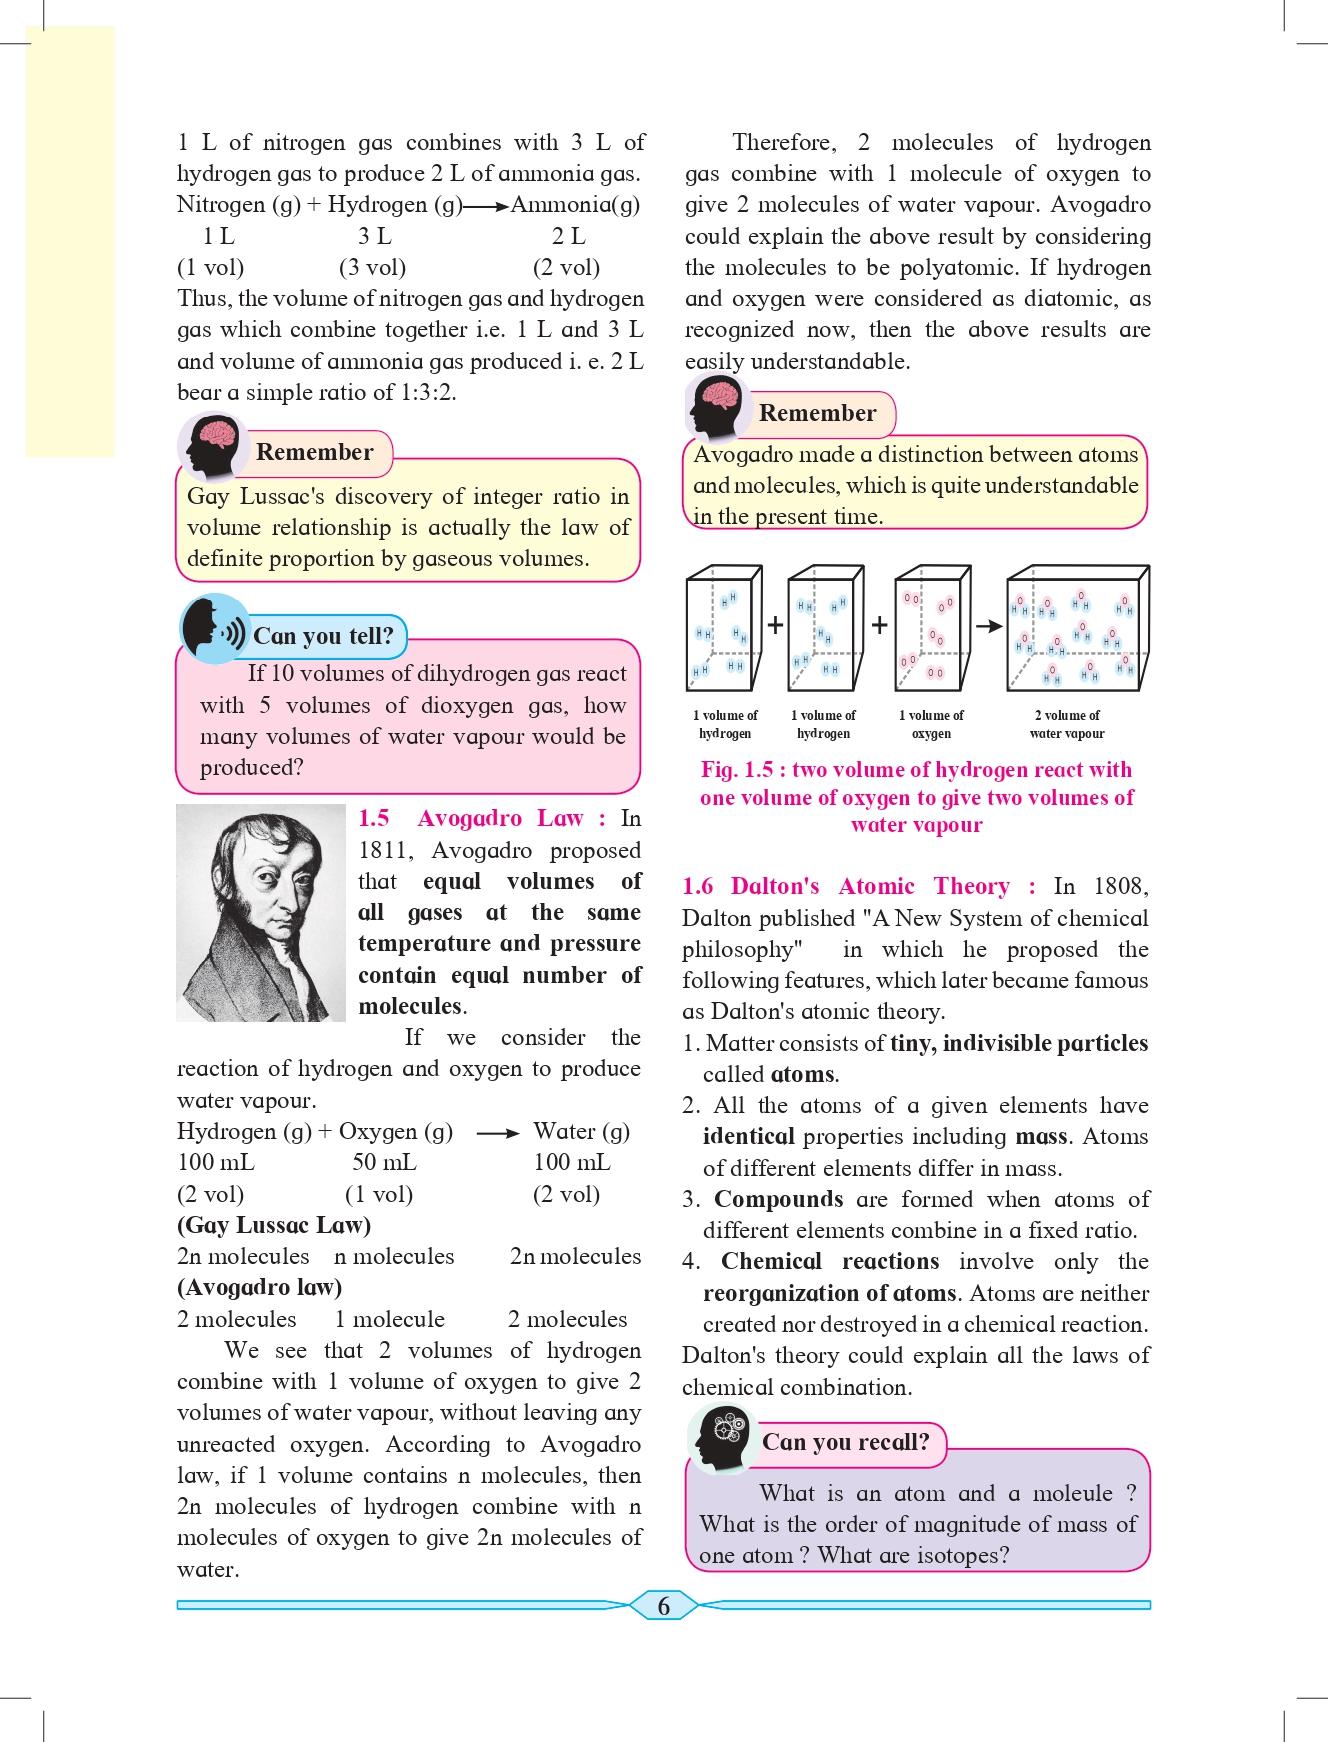 1 L of nitrogen gas combines with 3 L of
hydrogen gas to produce 2 L of ammonia gas.
Nitrogen (g) + Hydrogen (g)⟶Ammonia(g)
1 L 3 L 2 L
(1 vol) (3 vol) (2 vol)
Thus, the volume of nitrogen gas and hydrogen
gas which combine together i.e. 1 L and 3 L
and volume of ammonia gas produced i. e. 2 L
bear a simple ratio of 1:3:2.
Remember
Gay Lussac's discovery of integer ratio in
volume relationship is actually the law of
definite proportion by gaseous volumes.
Can you tell?
If 10 volumes of dihydrogen gas react
with 5 volumes of dioxygen gas, how
many volumes of water vapour would be
produced?
1.5 Avogadro Law : In
1811, Avogadro proposed
that equal volumes of
all gases at the same
temperature and pressure
contain equal number of
molecules.
If we consider the
reaction of hydrogen and oxygen to produce
water vapour.
Hydrogen (g) + Oxygen (g) ⟶ Water (g)
100 mL 50 mL 100 mL
(2 vol) (1 vol) (2 vol)
(Gay Lussac Law)
2n molecules n molecules 2n molecules
(Avogadro law)
2 molecules 1 molecule 2 molecules
We see that 2 volumes of hydrogen
combine with 1 volume of oxygen to give 2
volumes of water vapour, without leaving any
unreacted oxygen. According to Avogadro
law, if 1 volume contains n molecules, then
2n molecules of hydrogen combine with n
molecules of oxygen to give 2n molecules of
water.
Therefore, 2 molecules of hydrogen
gas combine with 1 molecule of oxygen to
give 2 molecules of water vapour. Avogadro
could explain the above result by considering
the molecules to be polyatomic. If hydrogen
and oxygen were considered as diatomic, as
recognized now, then the above results are
easily understandable.
Remember
Avogadro made a distinction between atoms
and molecules, which is quite understandable
in the present time.
+ + →
1 volume of hydrogen
1 volume of hydrogen
1 volume of oxygen
2 volume of water vapour
Fig. 1.5 : two volume of hydrogen react with
one volume of oxygen to give two volumes of
water vapour
1.6 Dalton's Atomic Theory : In 1808,
Dalton published "A New System of chemical
philosophy" in which he proposed the
following features, which later became famous
as Dalton's atomic theory.
1. Matter consists of tiny, indivisible particles
called atoms.
2. All the atoms of a given elements have
identical properties including mass. Atoms
of different elements differ in mass.
3. Compounds are formed when atoms of
different elements combine in a fixed ratio.
4. Chemical reactions involve only the
reorganization of atoms. Atoms are neither
created nor destroyed in a chemical reaction.
Dalton's theory could explain all the laws of
chemical combination.
Can you recall?
What is an atom and a moleule ?
What is the order of magnitude of mass of
one atom ? What are isotopes?
6